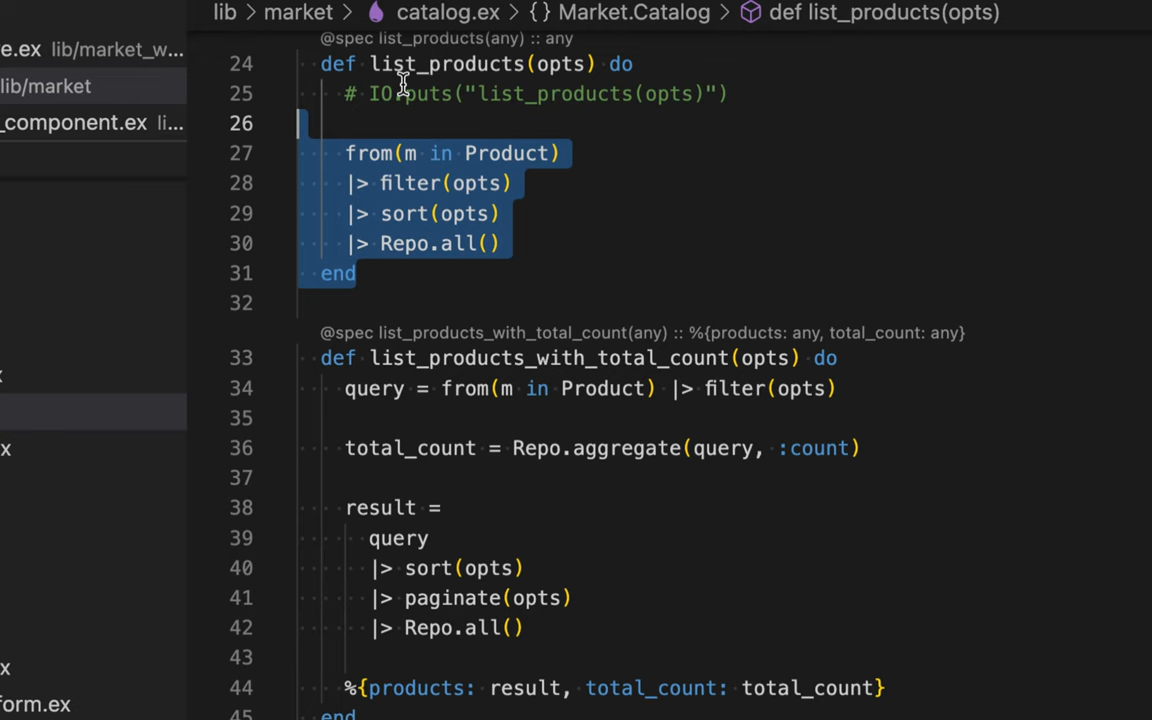 lib > market > catalog.ex > {} Market.Catalog > def list_products(opts)
e.ex lib/market_w...
lib/market
_component.ex li...
x
x
x
form.ex
@spec list_products(any) :: any
24 def list_products(opts) do
25 # IO.puts("list_products(opts)")
26
27 from(m in Product)
28 |> filter(opts)
29 |> sort(opts)
30 |> Repo.all()
31 end
32
@spec list_products_with_total_count(any) :: %{products: any, total_count: any}
33 def list_products_with_total_count(opts) do
34 query = from(m in Product) |> filter(opts)
35
36 total_count = Repo.aggregate(query, :count)
37
38 result =
39 query
40 |> sort(opts)
41 |> paginate(opts)
42 |> Repo.all()
43
44 %{products: result, total_count: total_count}
45 end